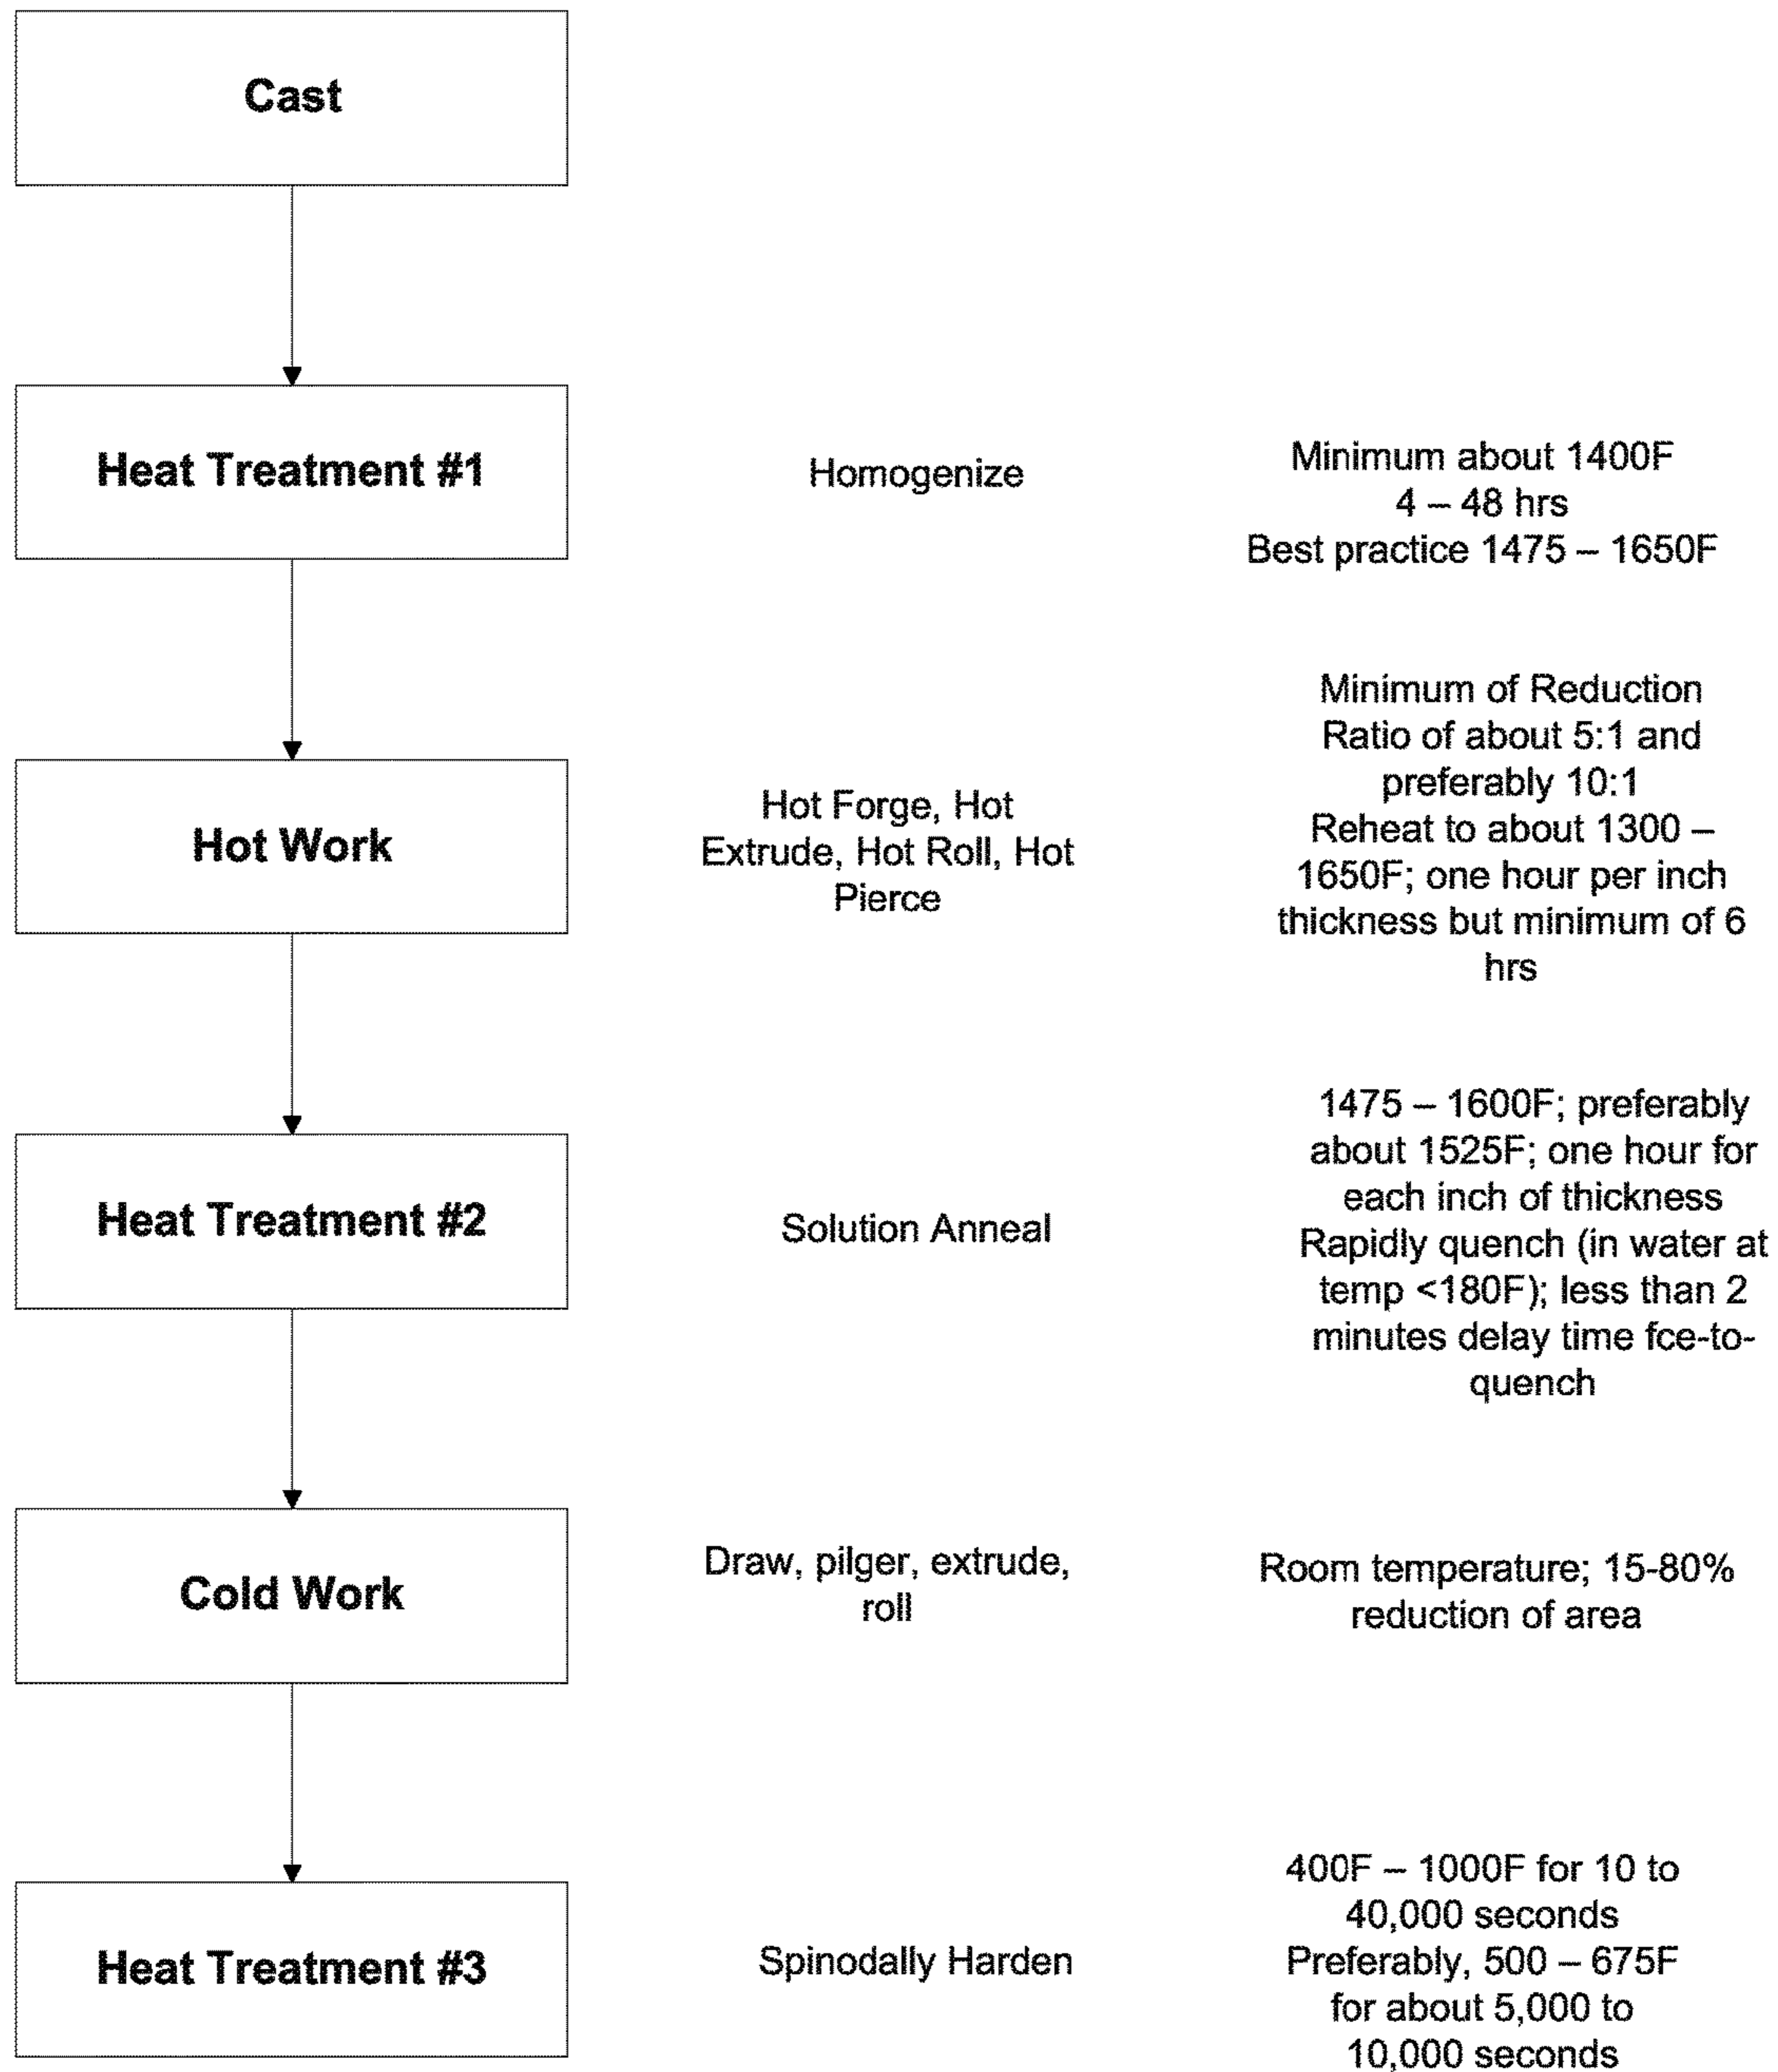 Cast
Heat Treatment #1
Homogenize
Minimum about 1400F
4 – 48 hrs
Best practice 1475 – 1650F
Hot Work
Hot Forge, Hot
Extrude, Hot Roll, Hot
Pierce
Minimum of Reduction
Ratio of about 5:1 and
preferably 10:1
Reheat to about 1300 –
1650F; one hour per inch
thickness but minimum of 6
hrs
Heat Treatment #2
Solution Anneal
1475 – 1600F; preferably
about 1525F; one hour for
each inch of thickness
Rapidly quench (in water at
temp <180F); less than 2
minutes delay time fce-to-
quench
Cold Work
Draw, pilger, extrude,
roll
Room temperature; 15-80%
reduction of area
Heat Treatment #3
Spinodally Harden
400F – 1000F for 10 to
40,000 seconds
Preferably, 500 – 675F
for about 5,000 to
10,000 seconds